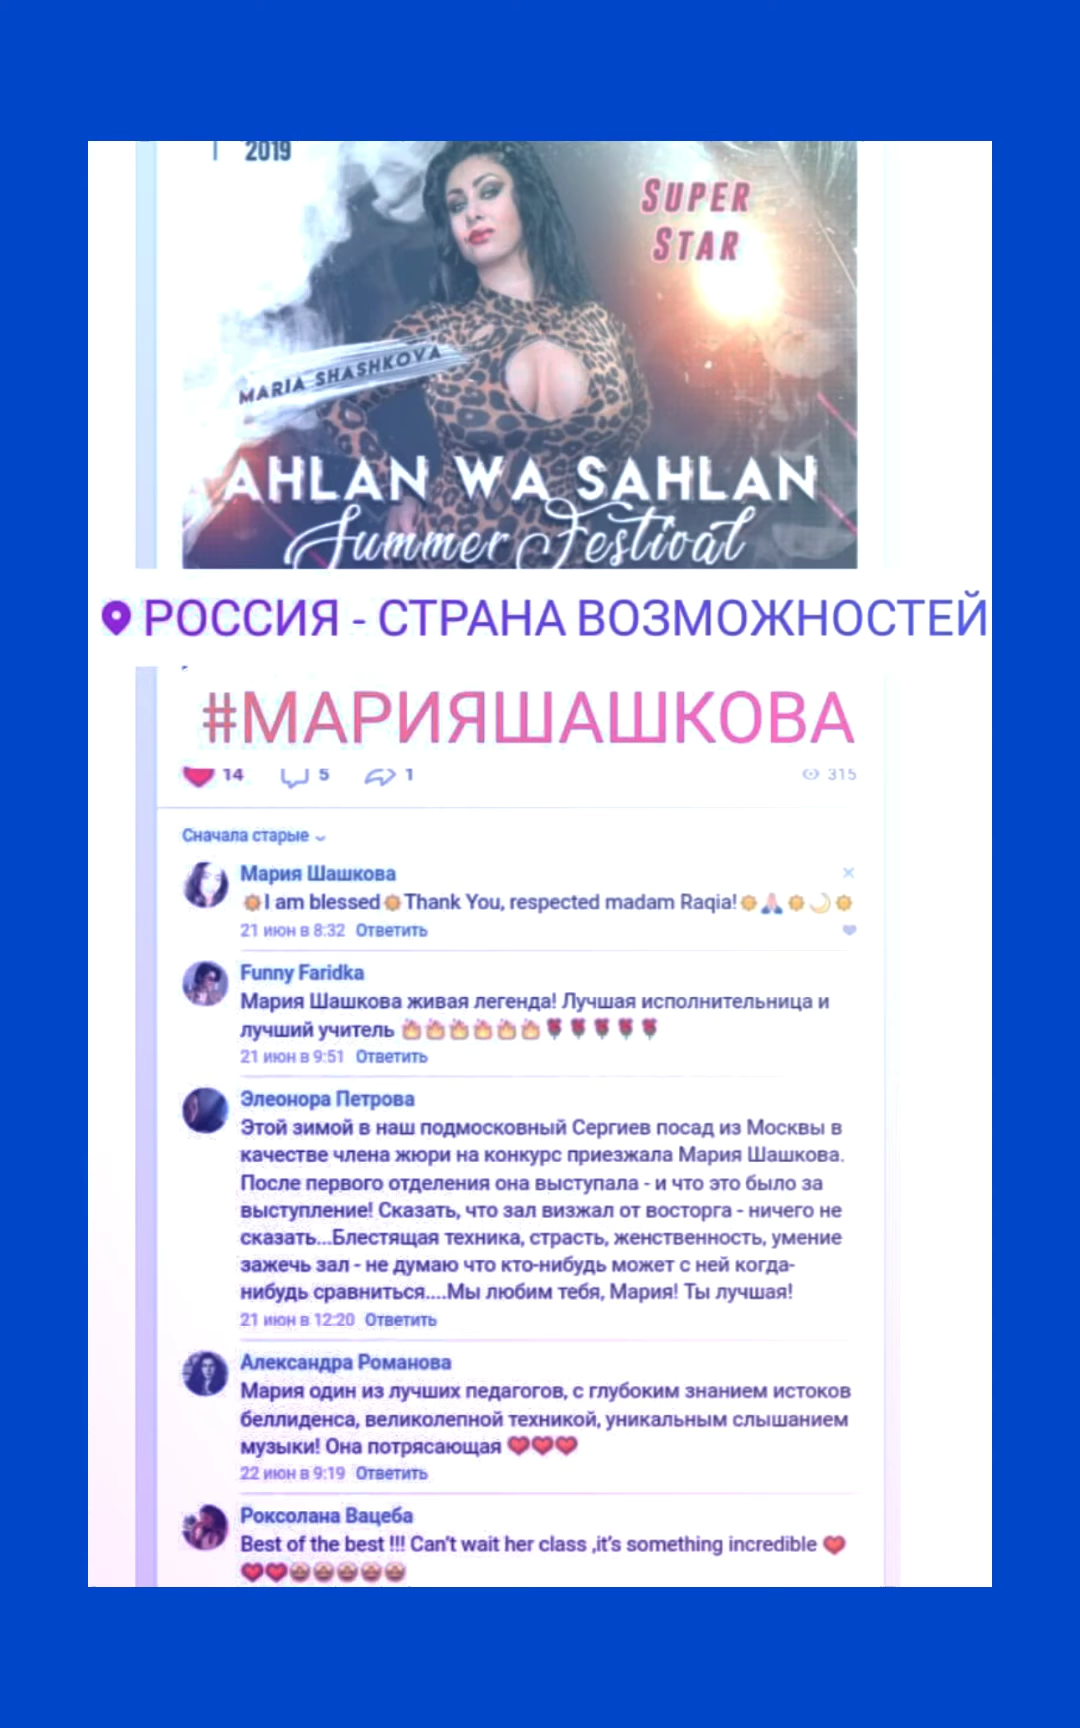 2019
SUPER
STAR
MARIA SHASHKOVA
AHLAN WA SAHLAN
Summer Festival
РОССИЯ - СТРАНА ВОЗМОЖНОСТЕЙ
#МАРИЯШАШКОВА
14 5 1 315
Сначала старые
Мария Шашкова
I am blessed Thank You, respected madam Raqia!
21 июн в 8:32 Ответить
Funny Faridka
Мария Шашкова живая легенда! Лучшая исполнительница и
лучший учитель
21 июн в 9:51 Ответить
Элеонора Петрова
Этой зимой в наш подмосковный Сергиев посад из Москвы в
качестве члена жюри на конкурс приезжала Мария Шашкова.
После первого отделения она выступала - и что это было за
выступление! Сказать, что зал визжал от восторга - ничего не
сказать...Блестящая техника, страсть, женственность, умение
зажечь зал - не думаю что кто-нибудь может с ней когда-
нибудь сравниться....Мы любим тебя, Мария! Ты лучшая!
21 июн в 12:20 Ответить
Александра Романова
Мария один из лучших педагогов, с глубоким знанием истоков
беллиденса, великолепной техникой, уникальным слышанием
музыки! Она потрясающая
22 июн в 9:19 Ответить
Роксолана Вацеба
Best of the best !!! Can't wait her class ,it's something incredible